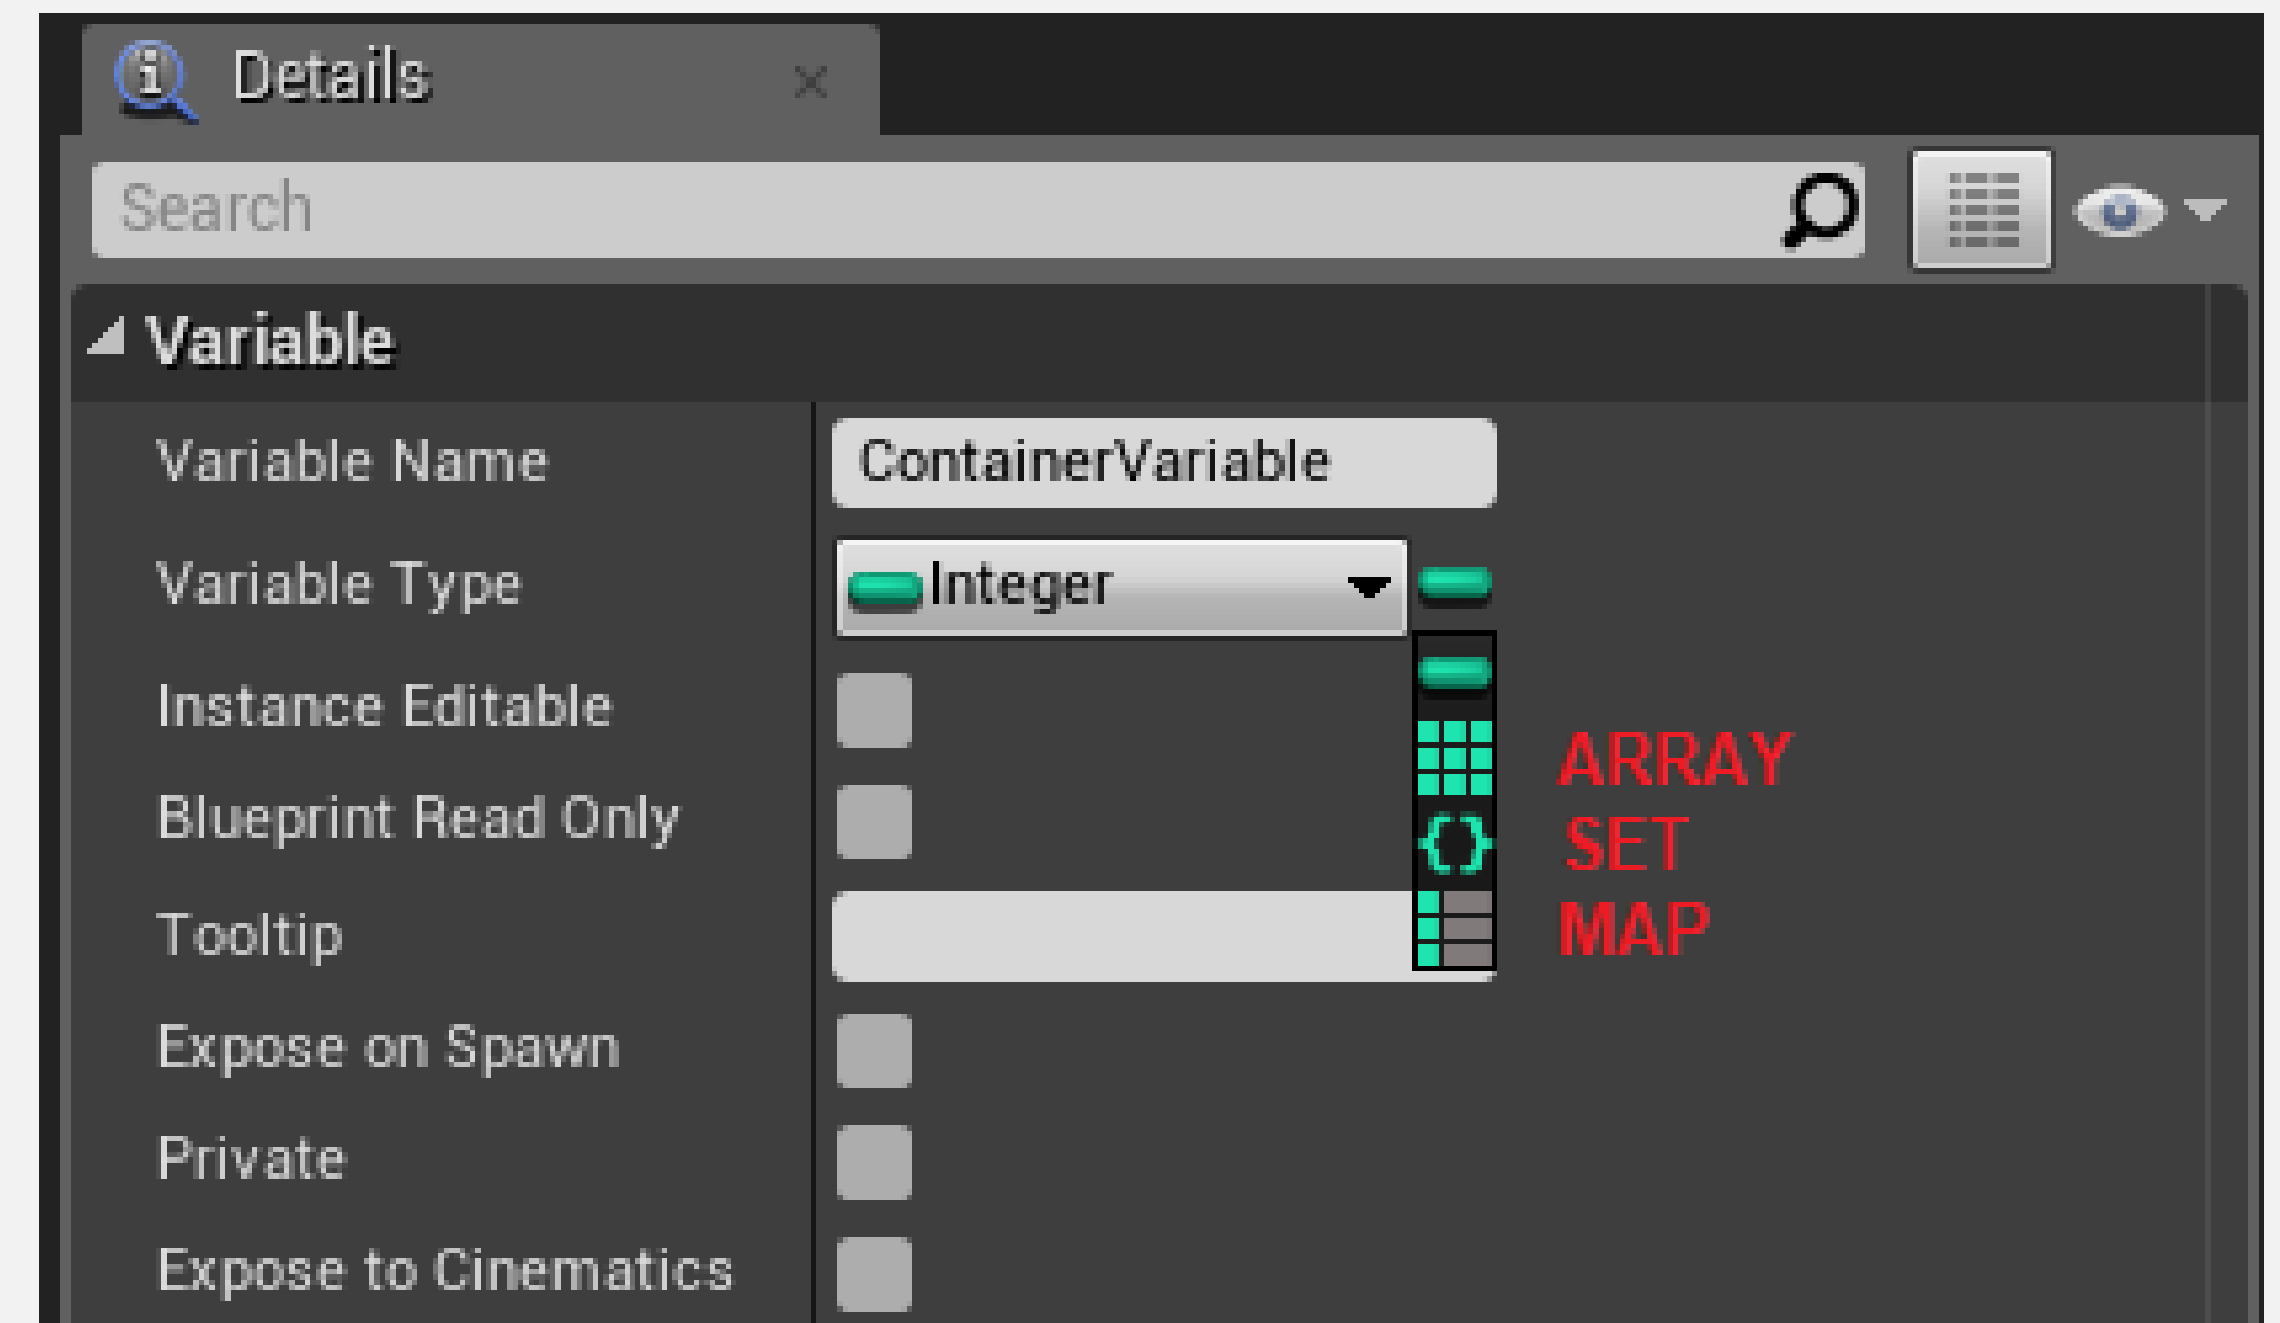 Details
Search
Variable
Variable Name ContainerVariable
Variable Type Integer
Instance Editable
ARRAY
Blueprint Read Only
SET
Tooltip
MAP
Expose on Spawn
Private
Expose to Cinematics